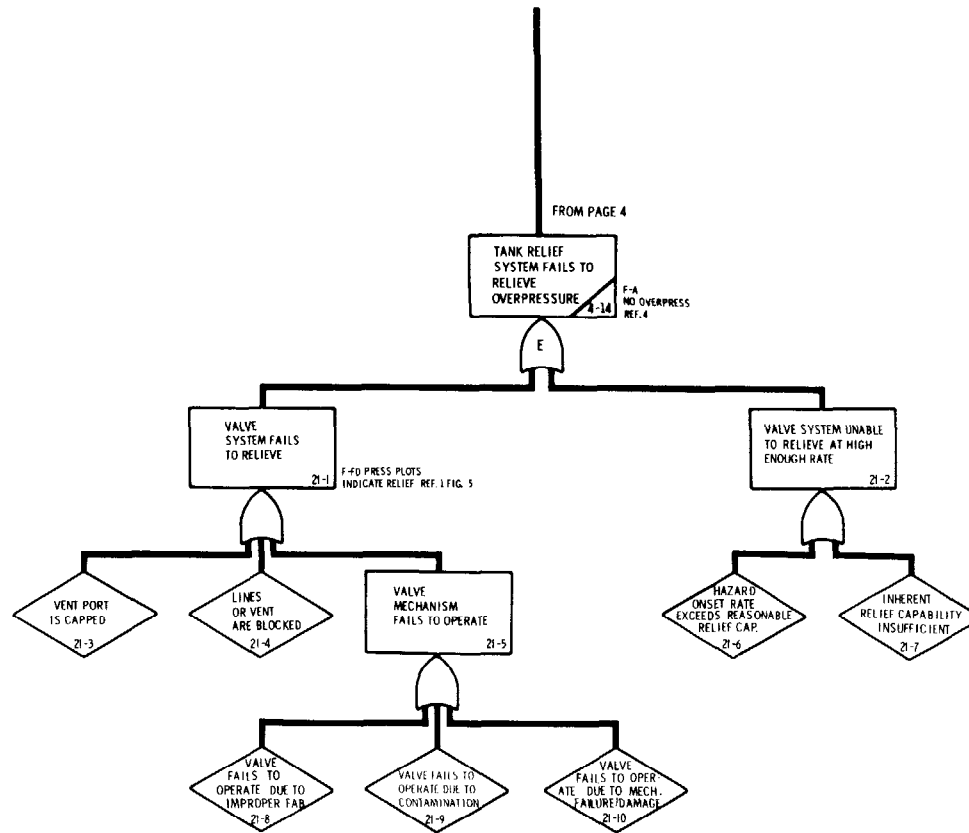 FROM PAGE 4
TANK RELIEF
SYSTEM FAILS TO
RELIEVE
OVERPRESSURE
4-14
F-A
NO OVERPRESS
REF. 4
E
VALVE
SYSTEM FAILS
TO RELIEVE
21-1
F-FD PRESS PLOTS
INDICATE RELIEF REF. 1 FIG. 5
VALVE SYSTEM UNABLE
TO RELIEVE AT HIGH
ENOUGH RATE
21-2
VENT PORT
IS CAPPED
21-3
LINES
OR VENT
ARE BLOCKED
21-4
VALVE
MECHANISM
FAILS TO OPERATE
21-5
HAZARD
ONSET RATE
EXCEEDS REASONABLE
RELIEF CAP.
21-6
INHERENT
RELIEF CAPABILITY
INSUFFICIENT
21-7
VALVE
FAILS TO
OPERATE DUE TO
IMPROPER FAB
21-8
VALVE FAILS TO
OPERATE DUE TO
CONTAMINATION
21-9
VALVE
FAILS TO OPER-
ATE DUE TO MECH.
FAILURE/DAMAGE
21-10